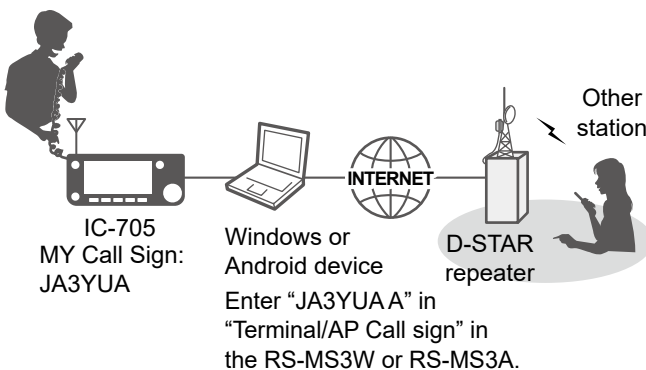 Other
station
INTERNET
IC-705
MY Call Sign:
JA3YUA
Windows or
Android device
Enter “JA3YUA A” in
“Terminal/AP Call sign” in
the RS-MS3W or RS-MS3A.
D-STAR
repeater